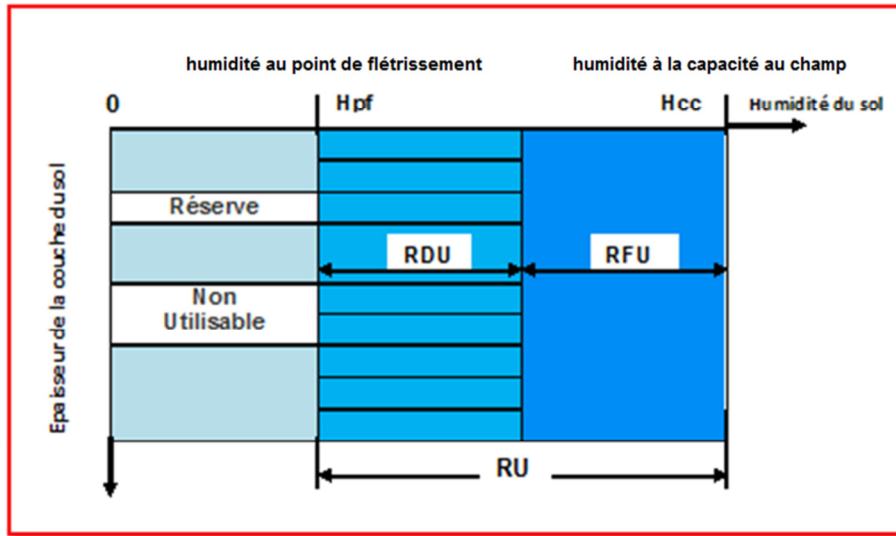 humidité au point de flétrissement
humidité à la capacité au champ
0
Hpf
Hcc
Humidité du sol
Réserve
RDU
RFU
Non
Utilisable
Epaisseur de la couche du sol
RU